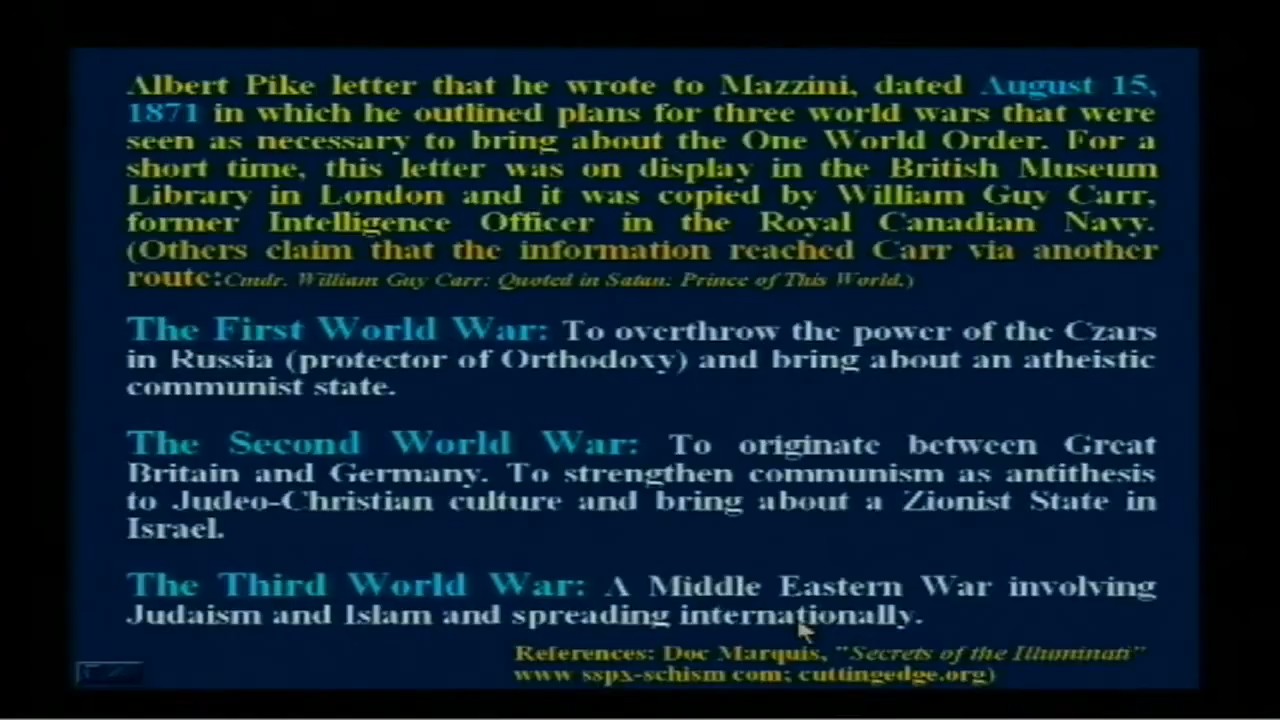 Albert Pike letter that he wrote to Mazzini, dated August 15,
1871 in which he outlined plans for three world wars that were
seen as necessary to bring about the One World Order. For a
short time, this letter was on display in the British Museum
Library in London and it was copied by William Guy Carr,
former Intelligence Officer in the Royal Canadian Navy.
(Others claim that the information reached Carr via another
route:Cmdr. William Guy Carr: Quoted in Satan: Prince of This World.)
The First World War: To overthrow the power of the Czars
in Russia (protector of Orthodoxy) and bring about an atheistic
communist state.
The Second World War: To originate between Great
Britain and Germany. To strengthen communism as antithesis
to Judeo-Christian culture and bring about a Zionist State in
Israel.
The Third World War: A Middle Eastern War involving
Judaism and Islam and spreading internationally.
References: Doc Marquis, "Secrets of the Illuminati"
www sspx-schism com; cuttingedge.org)